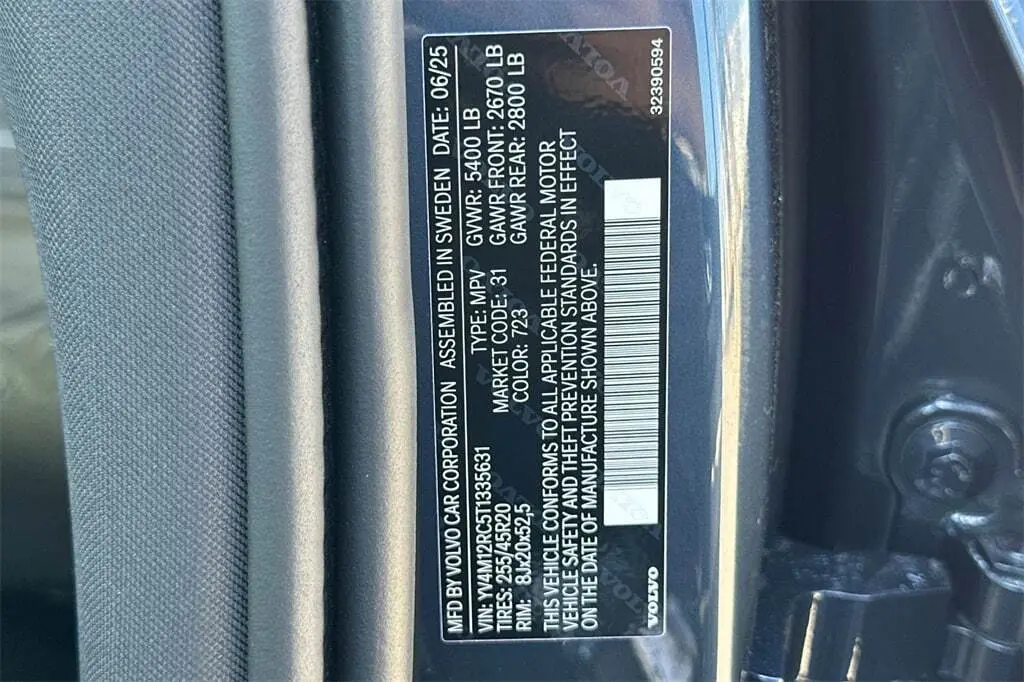 MFD BY VOLVO CAR CORPORATION ASSEMBLED IN SWEDEN DATE: 06/25
VIN: YV4M12RC5T1335631 TYPE: MPV GVWR: 5400 LB
TIRES: 255/45R20 MARKET CODE: 31 GAWR FRONT: 2670 LB
RIM: 8Jx20x52,5 COLOR: 723 GAWR REAR: 2800 LB
THIS VEHICLE CONFORMS TO ALL APPLICABLE FEDERAL MOTOR
VEHICLE SAFETY AND THEFT PREVENTION STANDARDS IN EFFECT
ON THE DATE OF MANUFACTURE SHOWN ABOVE.
VOLVO 32390594